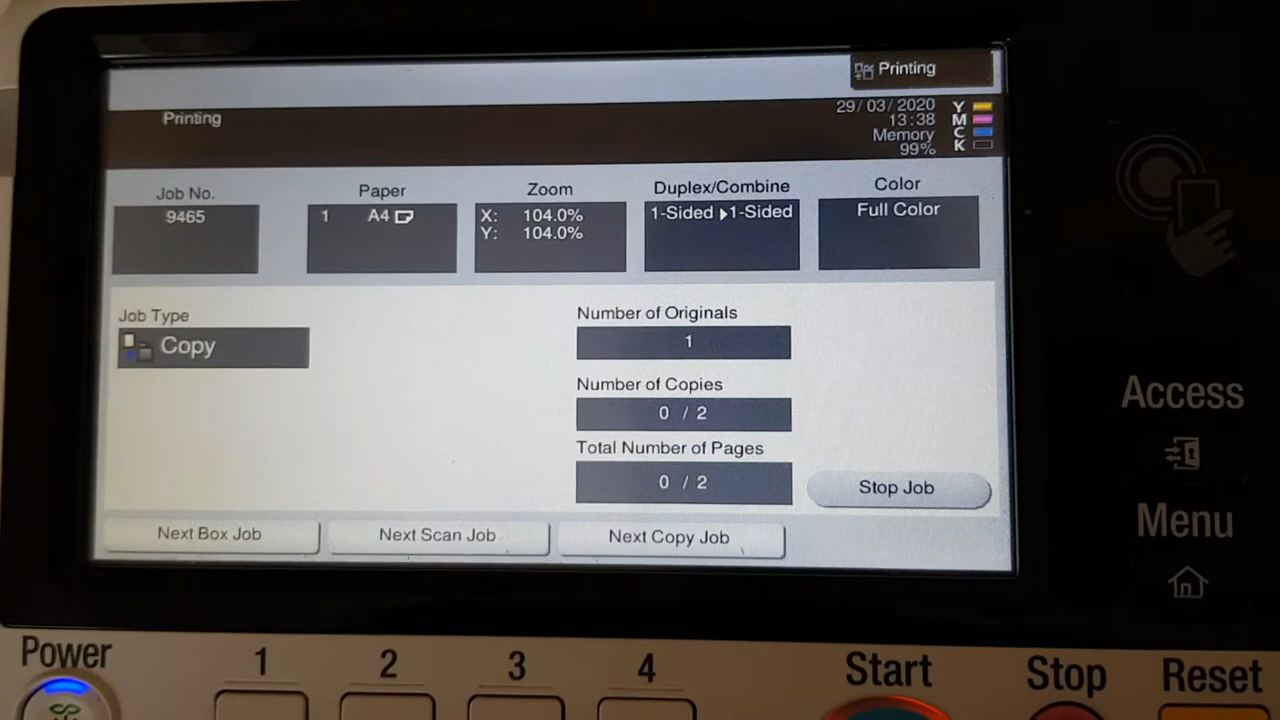 Printing
Printing
29/03/2020
13:38
Memory
99%
Y
M
C
K
Job No.
9465
Paper
1 A4
Zoom
X: 104.0%
Y: 104.0%
Duplex/Combine
1-Sided ▸1-Sided
Color
Full Color
Job Type
Copy
Number of Originals
1
Number of Copies
0 / 2
Total Number of Pages
0 / 2
Stop Job
Next Box Job
Next Scan Job
Next Copy Job
Access
Menu
Power
1
2
3
4
Start
Stop
Reset